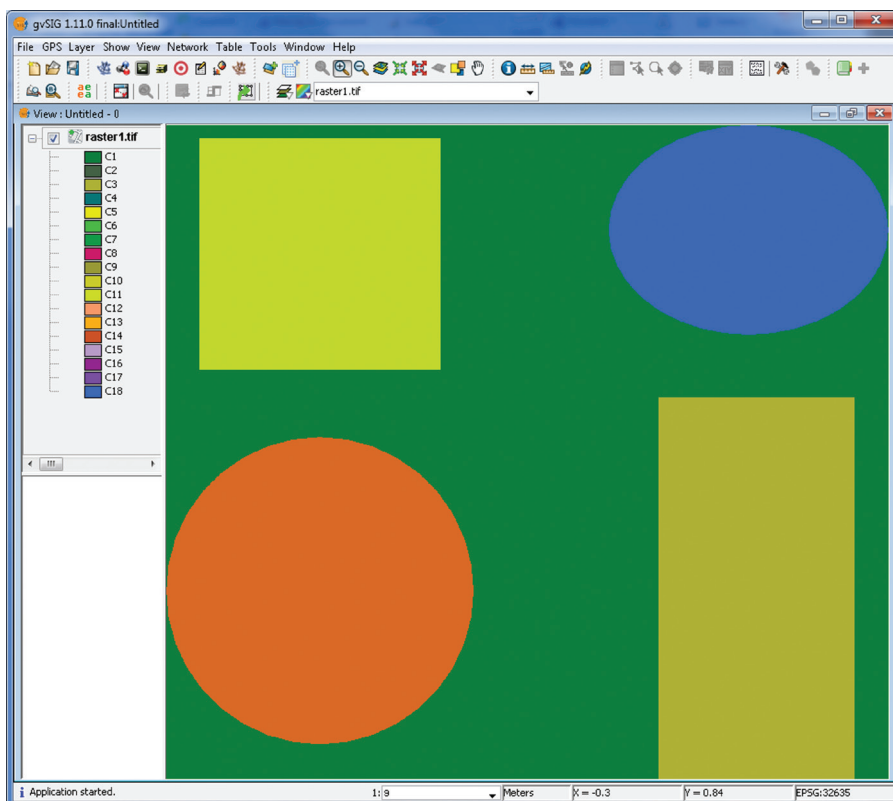 gvSIG 1.11.0 final:Untitled
File GPS Layer Show View Network Table Tools Window Help
raster1.tif
View : Untitled - 0
raster1.tif
C1
C2
C3
C4
C5
C6
C7
C8
C9
C10
C11
C12
C13
C14
C15
C16
C17
C18
Application started. 1: 9 Meters X = -0.3 Y = 0.84 EPSG:32635